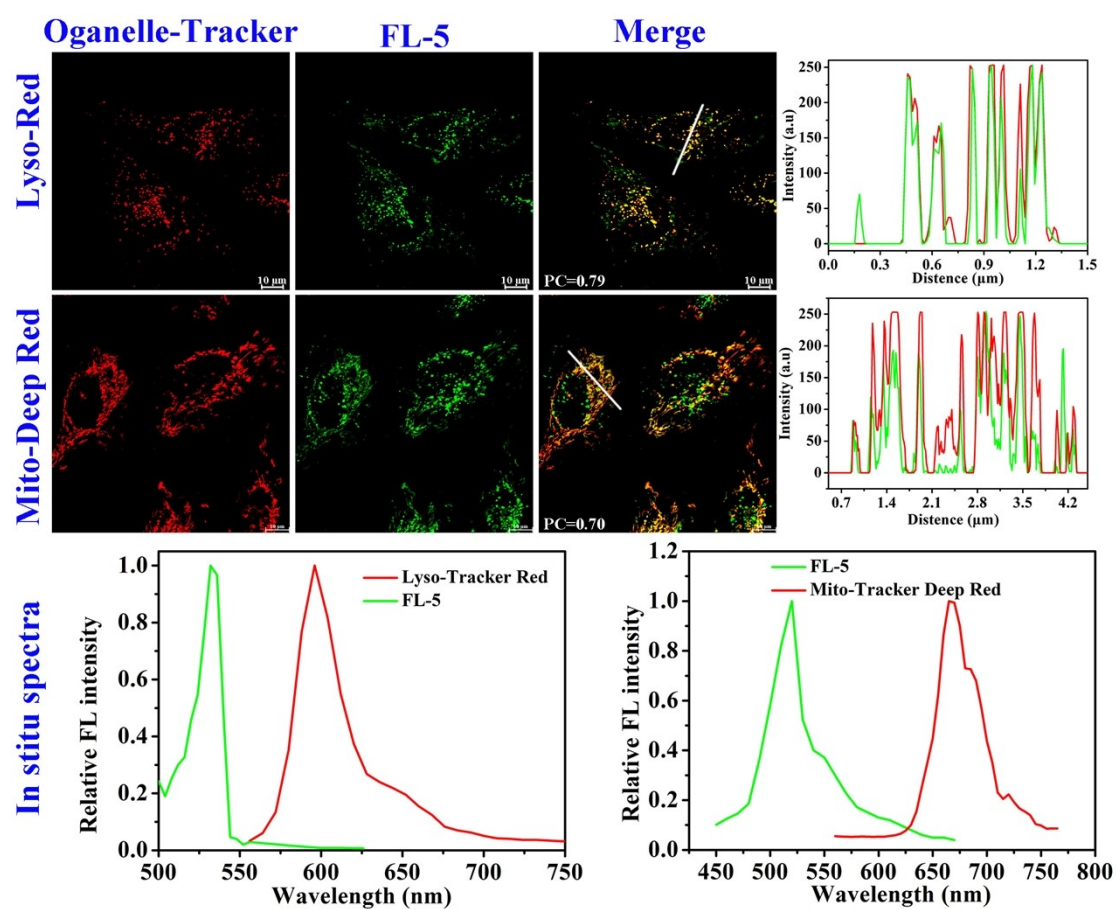 Oganelle-Tracker
FL-5
Merge
Lyso-Red
10 μm
10 μm
PC=0.79
10 μm
Intensity (a.u)
250
200
150
100
50
0
0.0 0.3 0.6 0.9 1.2 1.5
Distence (μm)
Mito-Deep Red
10 μm
10 μm
PC=0.70
10 μm
Intensity (a.u)
250
200
150
100
50
0
0.7 1.4 2.1 2.8 3.5 4.2
Distence (μm)
In stitu spectra
Relative FL intensity
1.0
0.8
0.6
0.4
0.2
0.0
Lyso-Tracker Red
FL-5
500 550 600 650 700 750
Wavelength (nm)
Relative FL intensity
1.2
1.0
0.8
0.6
0.4
0.2
0.0
FL-5
Mito-Tracker Deep Red
450 500 550 600 650 700 750 800
Wavelength (nm)